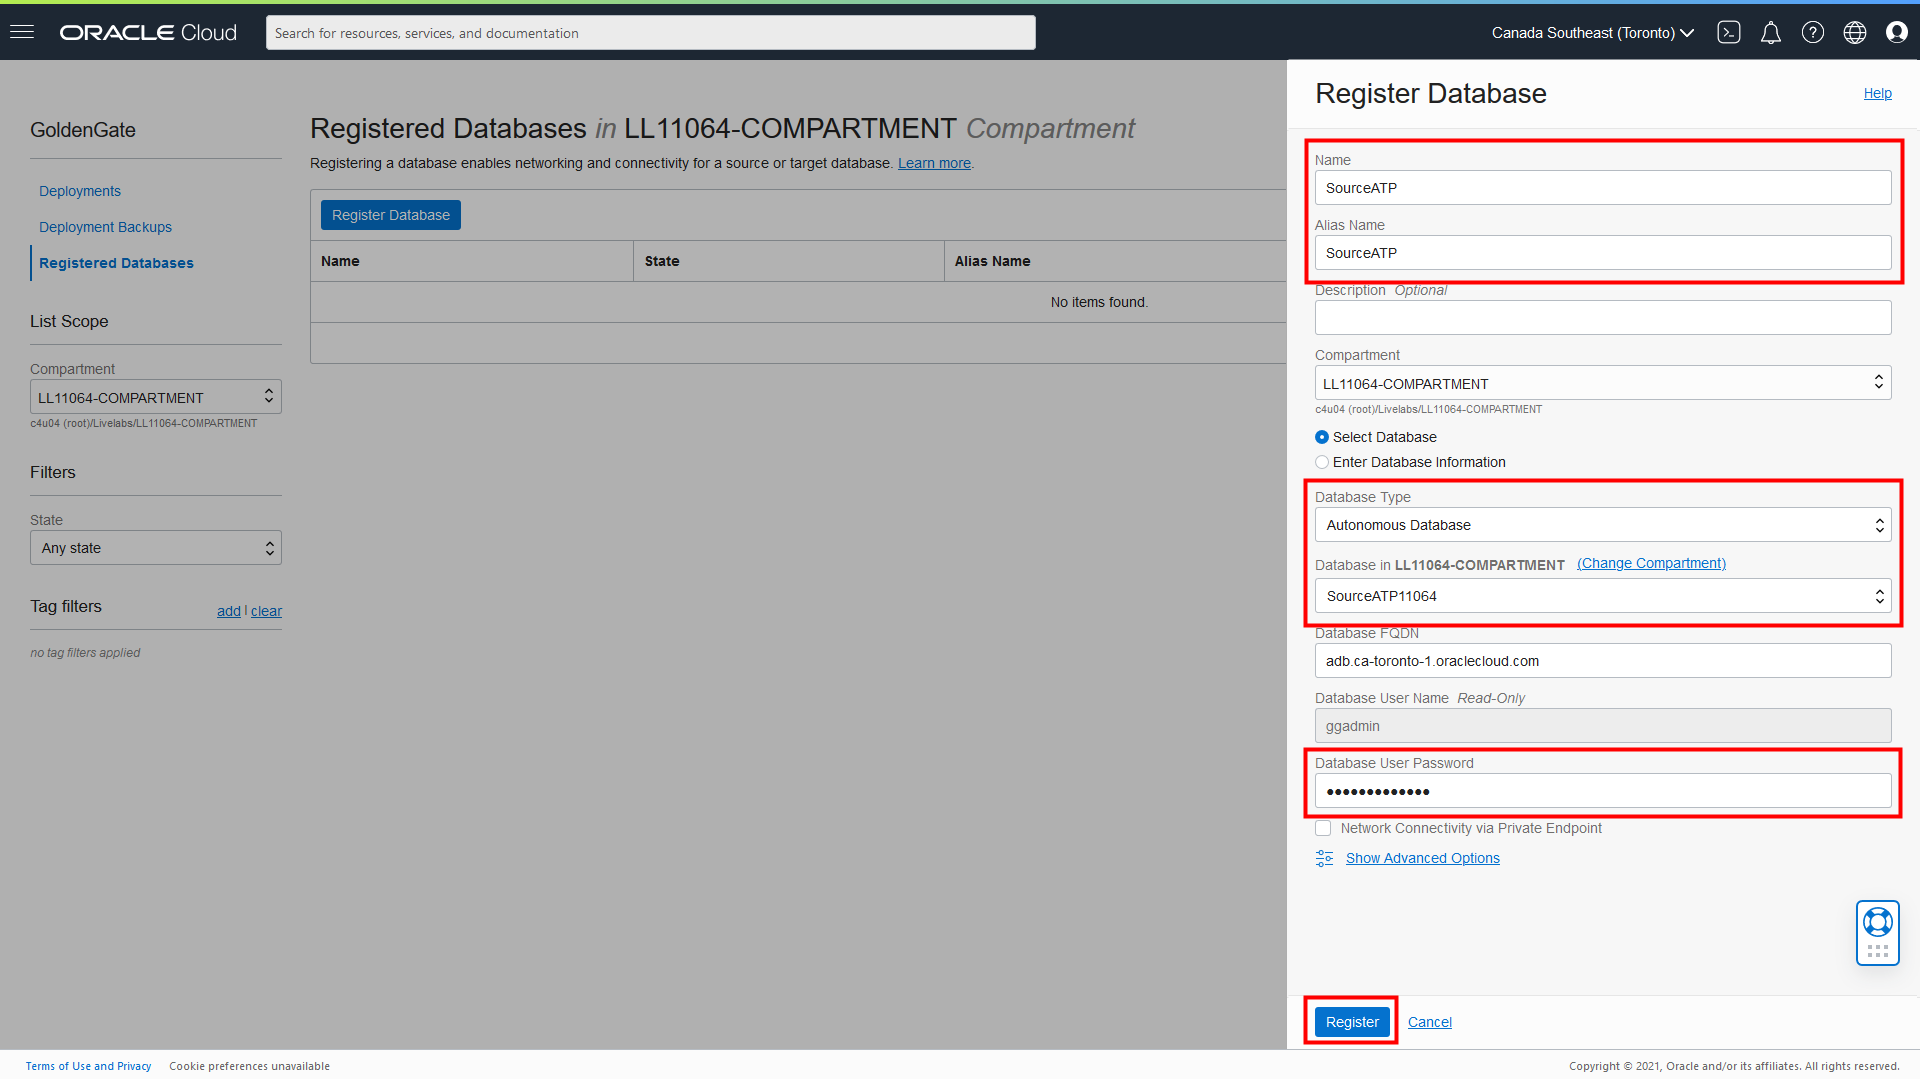 ORACLE Cloud
Search for resources, services, and documentation
Canada Southeast (Toronto)
GoldenGate
Deployments
Deployment Backups
Registered Databases
List Scope
Compartment
LL11064-COMPARTMENT
c4u04 (root)/Livelabs/LL11064-COMPARTMENT
Filters
State
Any state
Tag filters
add | clear
no tag filters applied
Registered Databases in LL11064-COMPARTMENT Compartment
Registering a database enables networking and connectivity for a source or target database. Learn more.
Register Database
Name State Alias Name
No items found.
Register Database
Help
Name
SourceATP
Alias Name
SourceATP
Description Optional
Compartment
LL11064-COMPARTMENT
c4u04 (root)/Livelabs/LL11064-COMPARTMENT
Select Database
Enter Database Information
Database Type
Autonomous Database
Database in LL11064-COMPARTMENT (Change Compartment)
SourceATP11064
Database FQDN
adb.ca-toronto-1.oraclecloud.com
Database User Name Read-Only
ggadmin
Database User Password
•••••••••••••
Network Connectivity via Private Endpoint
Show Advanced Options
Register Cancel
Terms of Use and Privacy Cookie preferences unavailable
Copyright © 2021, Oracle and/or its affiliates. All rights reserved.